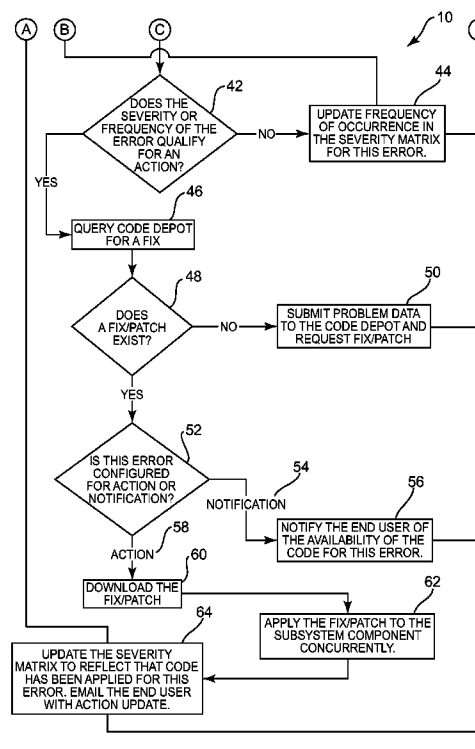 A
B
C
10
DOES THE
SEVERITY OR
FREQUENCY OF THE
ERROR QUALIFY
FOR AN
ACTION?
42
NO
44
UPDATE FREQUENCY
OF OCCURRENCE IN
THE SEVERITY MATRIX
FOR THIS ERROR.
YES
46
QUERY CODE DEPOT
FOR A FIX
48
DOES
A FIX/PATCH
EXIST?
NO
50
SUBMIT PROBLEM DATA
TO THE CODE DEPOT AND
REQUEST FIX/PATCH
YES
52
IS THIS ERROR
CONFIGURED
FOR ACTION OR
NOTIFICATION?
54
NOTIFICATION
56
NOTIFY THE END USER OF
THE AVAILABILITY OF THE
CODE FOR THIS ERROR.
58
ACTION
60
DOWNLOAD THE
FIX/PATCH
62
APPLY THE FIX/PATCH TO THE
SUBSYSTEM COMPONENT
CONCURRENTLY.
64
UPDATE THE SEVERITY
MATRIX TO REFLECT THAT CODE
HAS BEEN APPLIED FOR THIS
ERROR. EMAIL THE END USER
WITH ACTION UPDATE.